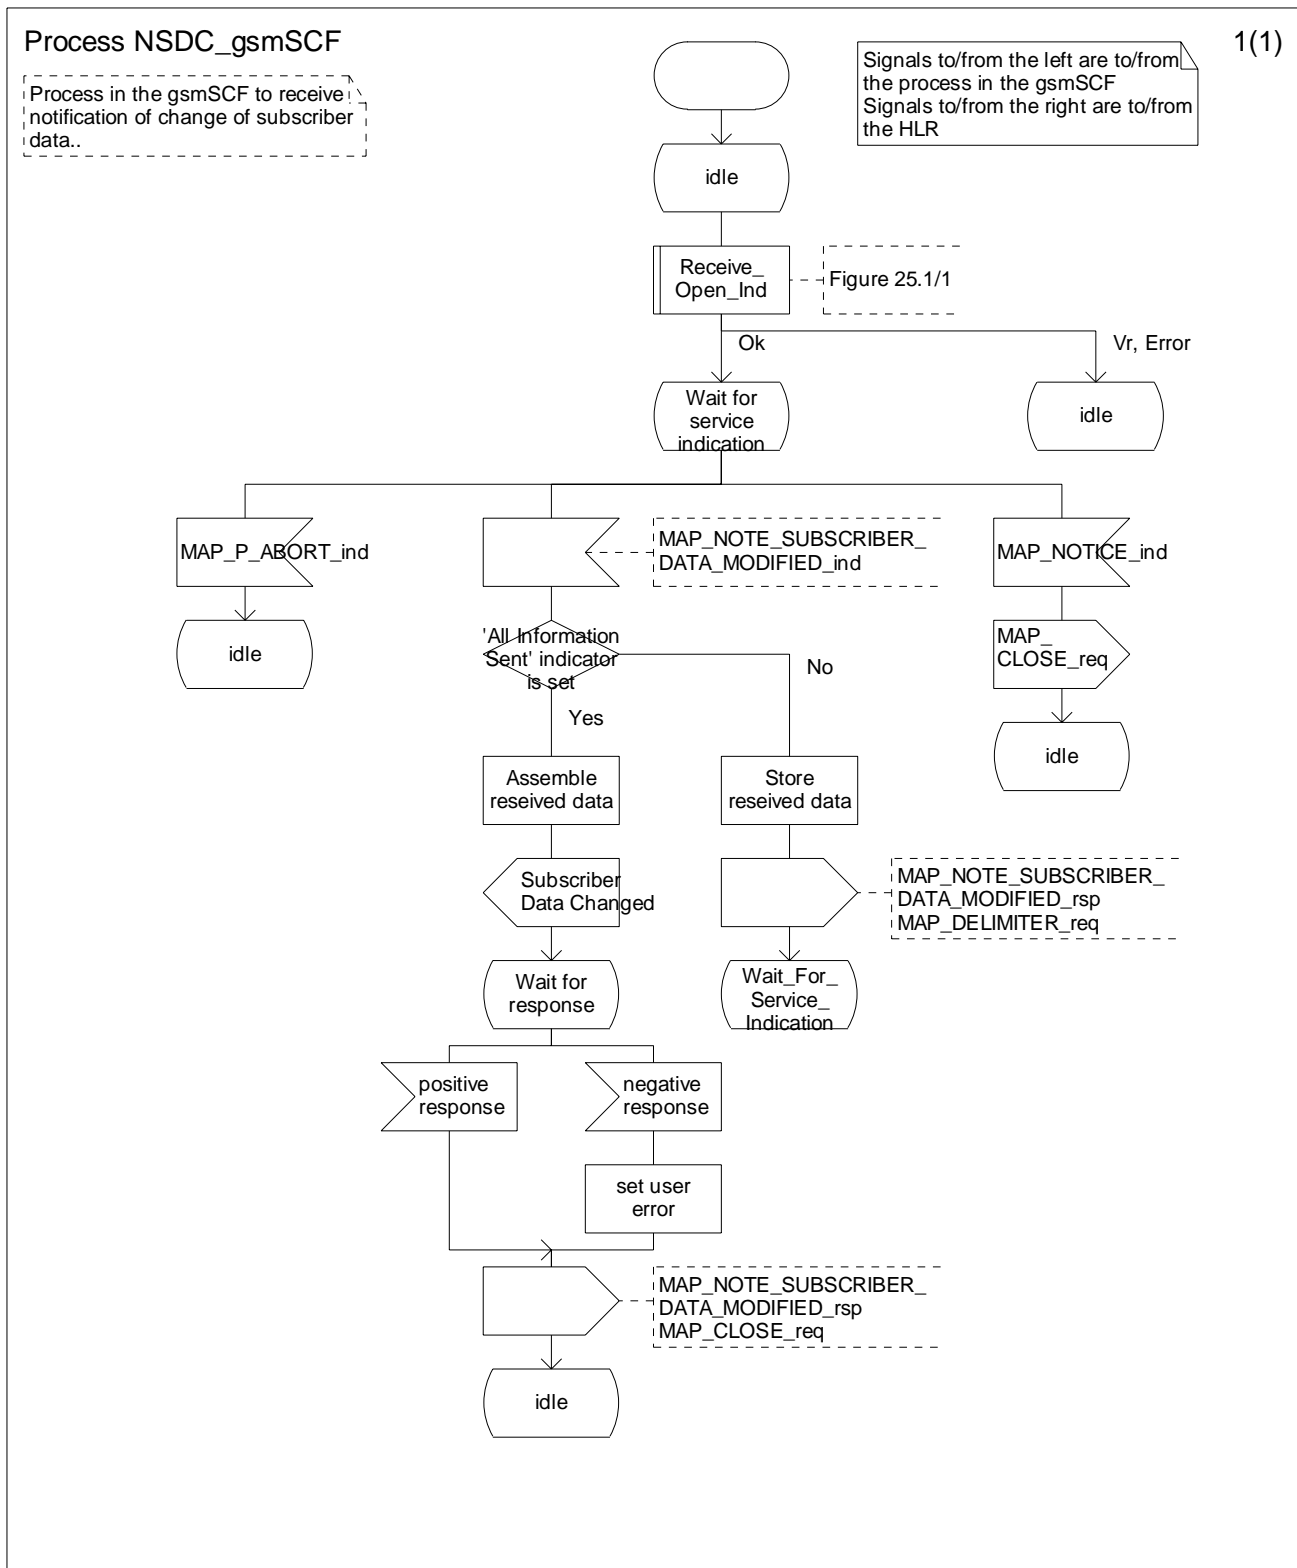 Process NSDC_gsmSCF
1(1)
Process in the gsmSCF to receive
notification of change of subscriber
data..
Signals to/from the left are to/from
the process in the gsmSCF
Signals to/from the right are to/from
the HLR
idle
Receive_
Open_Ind
Figure 25.1/1
Ok
Vr, Error
Wait for
service
indication
idle
MAP_P_ABORT_ind
MAP_NOTE_SUBSCRIBER_
DATA_MODIFIED_ind
MAP_NOTICE_ind
idle
'All Information
Sent' indicator
is set
No
Yes
MAP_
CLOSE_req
idle
Assemble
reseived data
Store
reseived data
Subscriber
Data Changed
MAP_NOTE_SUBSCRIBER_
DATA_MODIFIED_rsp
MAP_DELIMITER_req
Wait for
response
Wait_For_
Service_
Indication
positive
response
negative
response
set user
error
MAP_NOTE_SUBSCRIBER_
DATA_MODIFIED_rsp
MAP_CLOSE_req
idle